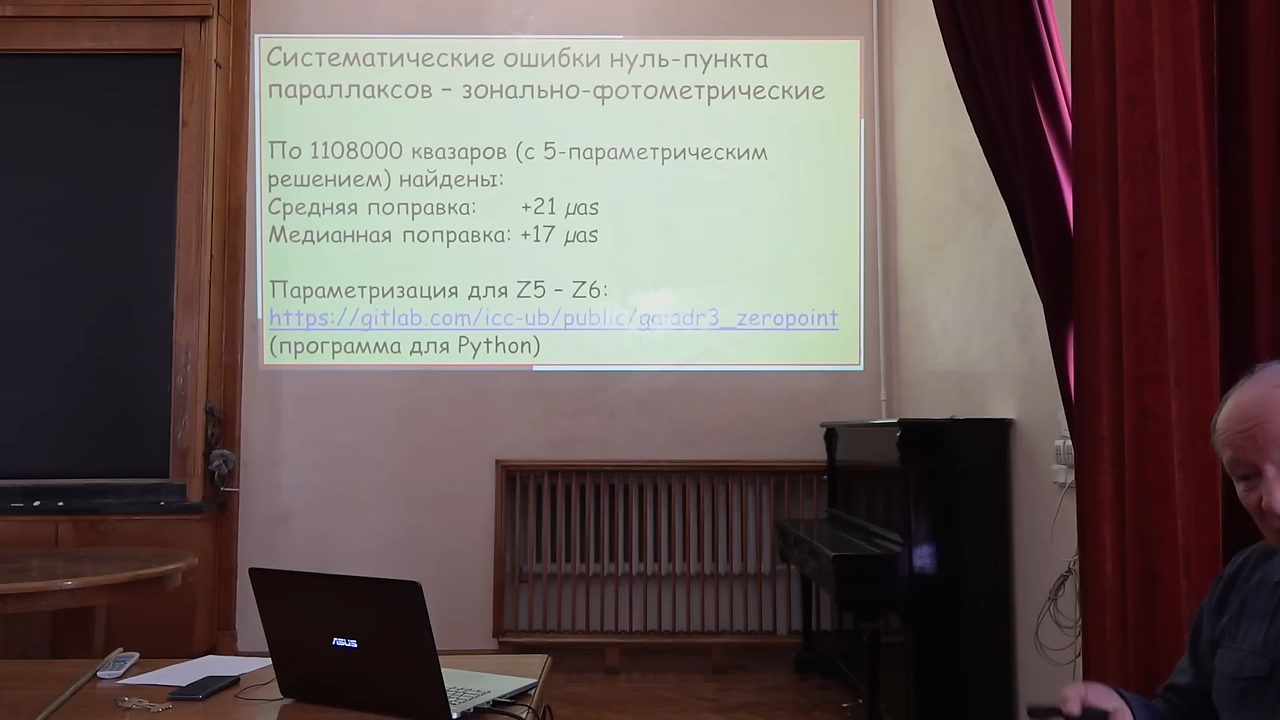 Систематические ошибки нуль-пункта
параллаксов – зонально-фотометрические
По 1108000 квазаров (с 5-параметрическим
решением) найдены:
Средняя поправка: +21 µas
Медианная поправка: +17 µas
Параметризация для Z5 – Z6:
https://gitlab.com/icc-ub/public/gaiadr3_zeropoint
(программа для Python)
ASUS